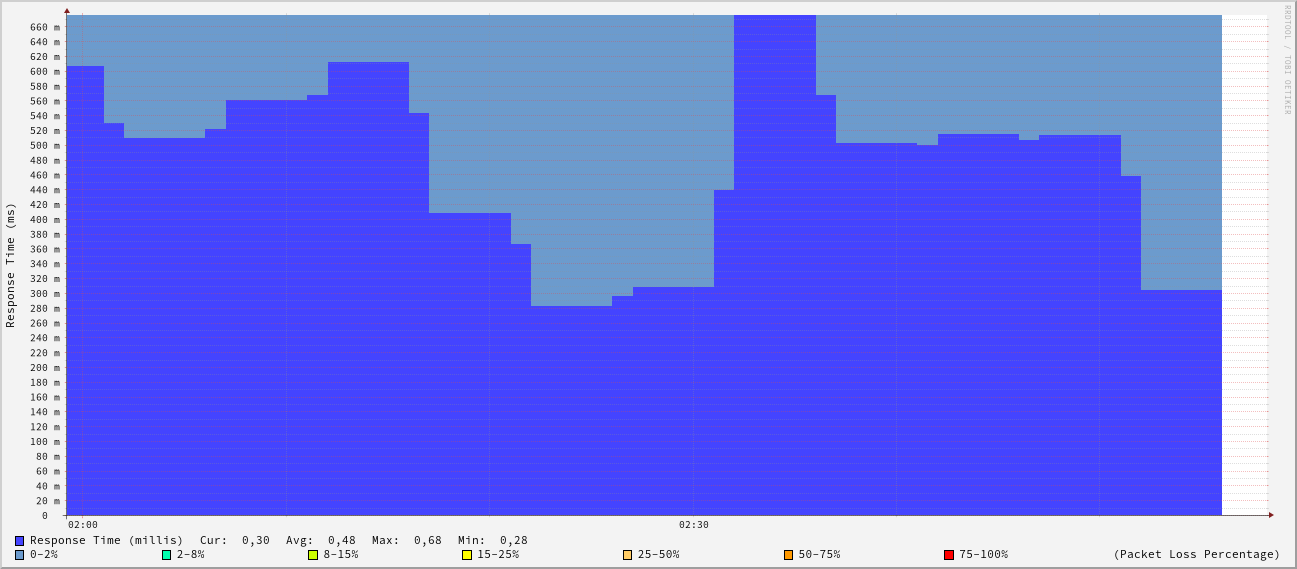 RRDTOOL / TOBI OETIKER
Response Time (ms)
660 m
640 m
620 m
600 m
580 m
560 m
540 m
520 m
500 m
480 m
460 m
440 m
420 m
400 m
380 m
360 m
340 m
320 m
300 m
280 m
260 m
240 m
220 m
200 m
180 m
160 m
140 m
120 m
100 m
80 m
60 m
40 m
20 m
0
02:00 02:30
Response Time (millis) Cur: 0,30 Avg: 0,48 Max: 0,68 Min: 0,28
0-2% 2-8% 8-15% 15-25% 25-50% 50-75% 75-100% (Packet Loss Percentage)